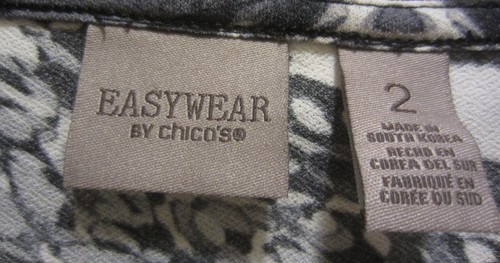 EASYWEAR
BY chico's®
2
MADE IN
SOUTH KOREA
HECHO EN
COREA DEL SUR
FABRIQUÉ EN
CORÉE DU SUD